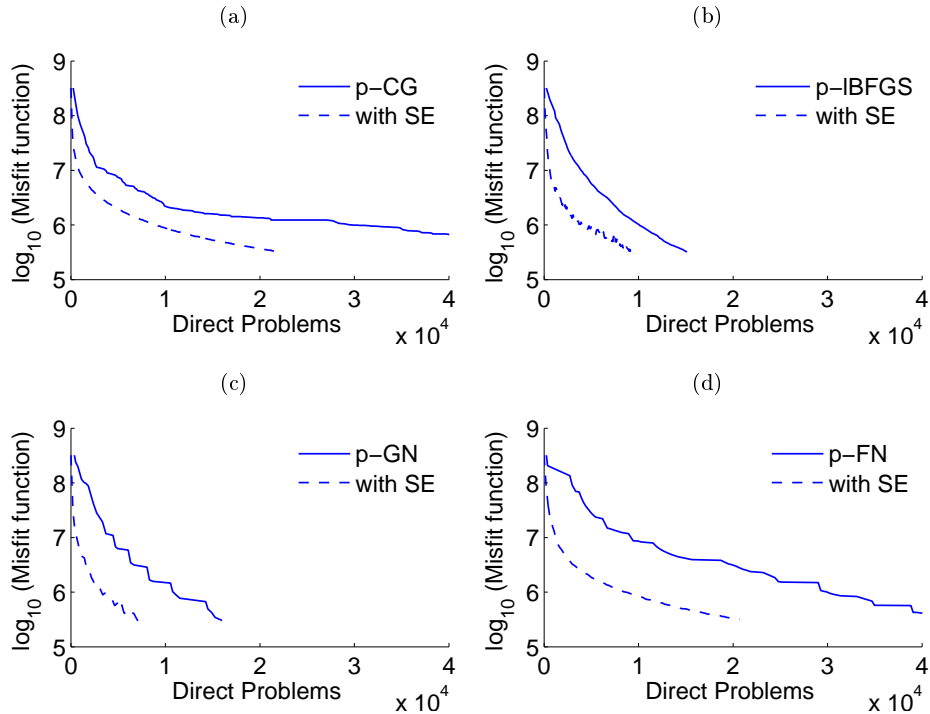 (a)
9
8
7
6
5
log10 (Misfit function)
p−CG
with SE
0
1
2
3
4
Direct Problems
x 10^4
(b)
9
8
7
6
5
log10 (Misfit function)
p−lBFGS
with SE
0
1
2
3
4
Direct Problems
x 10^4
(c)
9
8
7
6
5
log10 (Misfit function)
p−GN
with SE
0
1
2
3
4
Direct Problems
x 10^4
(d)
9
8
7
6
5
log10 (Misfit function)
p−FN
with SE
0
1
2
3
4
Direct Problems
x 10^4